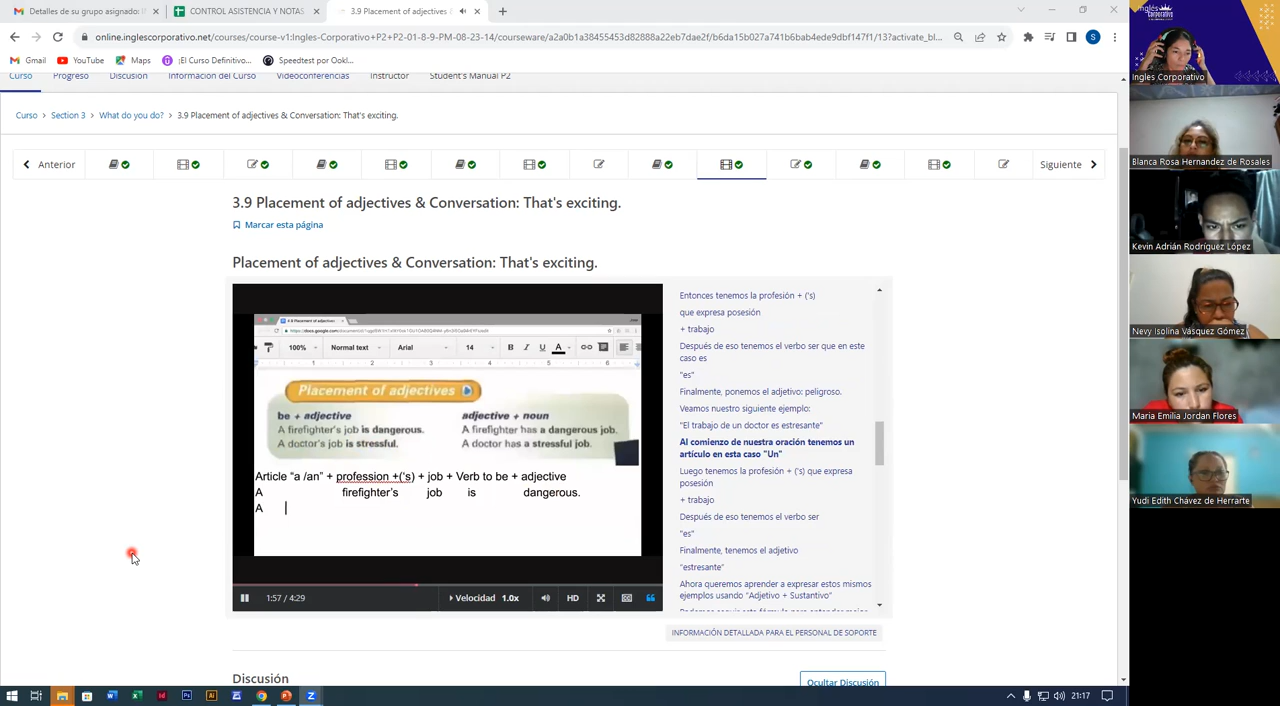 Detalles de su grupo asignado: I
CONTROL ASISTENCIA Y NOTAS
3.9 Placement of adjectives
online.inglescorporativo.net/courses/course-v1:Ingles-Corporativo+P2+P2-01-8-9-PM-08-23-14/courseware/a2a0b1a38455453d82888a22eb7dae2f/b6da15b027a741b6bab4ede9dbf147f1/13?activate_bl...
Gmail
YouTube
Maps
¡El Curso Definitivo...
Speedtest por Ookl...
Curso
Progreso
Discusión
Información del Curso
Videoconferencias
Instructor
Student's Manual P2
Curso > Section 3 > What do you do? > 3.9 Placement of adjectives & Conversation: That's exciting.
Anterior
Siguiente
3.9 Placement of adjectives & Conversation: That's exciting.
Marcar esta página
Placement of adjectives & Conversation: That's exciting.
100%
Normal text
Arial
14
B I U A
1 2 3 4 5 6
Placement of adjectives
be + adjective
A firefighter's job is dangerous.
A doctor's job is stressful.
adjective + noun
A firefighter has a dangerous job.
A doctor has a stressful job.
Article “a /an” + profession +(‘s) + job + Verb to be + adjective
A firefighter's job is dangerous.
A
1:57 / 4:29
Velocidad 1.0x
HD
Entonces tenemos la profesión + ('s)
que expresa posesión
+ trabajo
Después de eso tenemos el verbo ser que en este
caso es
"es"
Finalmente, ponemos el adjetivo: peligroso.
Veamos nuestro siguiente ejemplo:
"El trabajo de un doctor es estresante"
Al comienzo de nuestra oración tenemos un
artículo en esta caso "Un"
Luego tenemos la profesión + ('s) que expresa
posesión
+ trabajo
Después de eso tenemos el verbo ser
"es"
Finalmente, tenemos el adjetivo
"estresante"
Ahora queremos aprender a expresar estos mismos
ejemplos usando "Adjetivo + Sustantivo"
INFORMACIÓN DETALLADA PARA EL PERSONAL DE SOPORTE
Discusión
Ocultar Discusión
21:17
Inglés
Corporativo
Ingles Corporativo
Blanca Rosa Hernandez de Rosales
Kevin Adrián Rodríguez López
Nevy Isolina Vásquez Gómez
Maria Emilia Jordan Flores
Yudi Edith Chávez de Herrarte